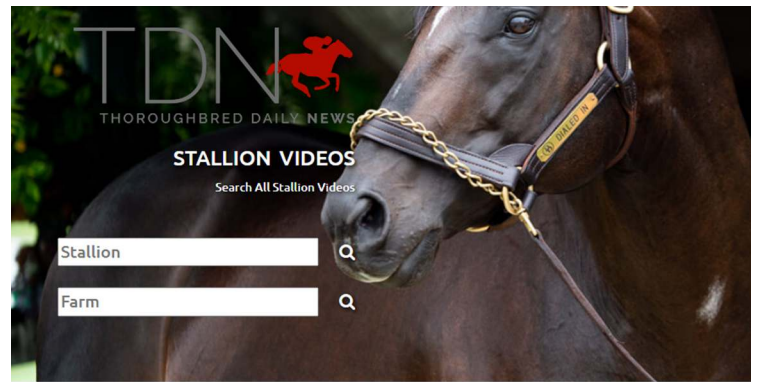 TDN
THOROUGHBRED DAILY NEWS
STALLION VIDEOS
Search All Stallion Videos
Stallion
Farm
DIALED IN